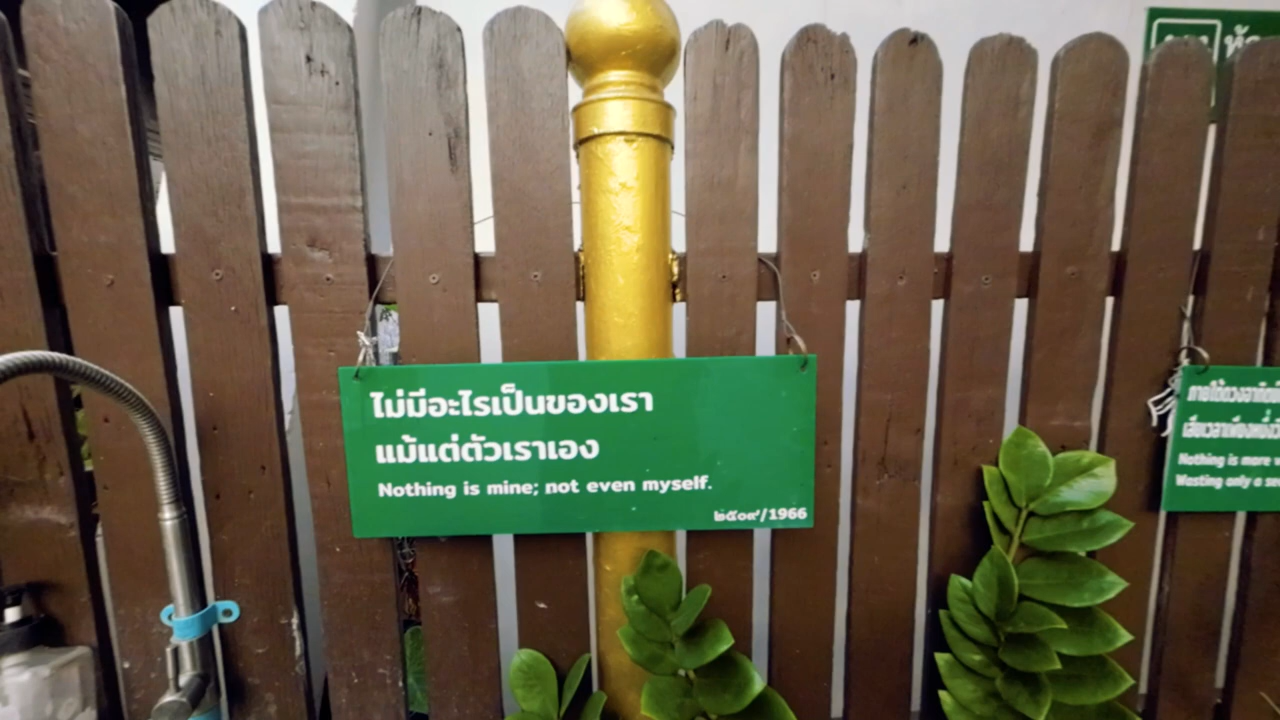 ไม่มีอะไรเป็นของเรา
แม้แต่ตัวเราเอง
Nothing is mine; not even myself.
๒๕๐๙/1966
Nothing is more
Wasting only a